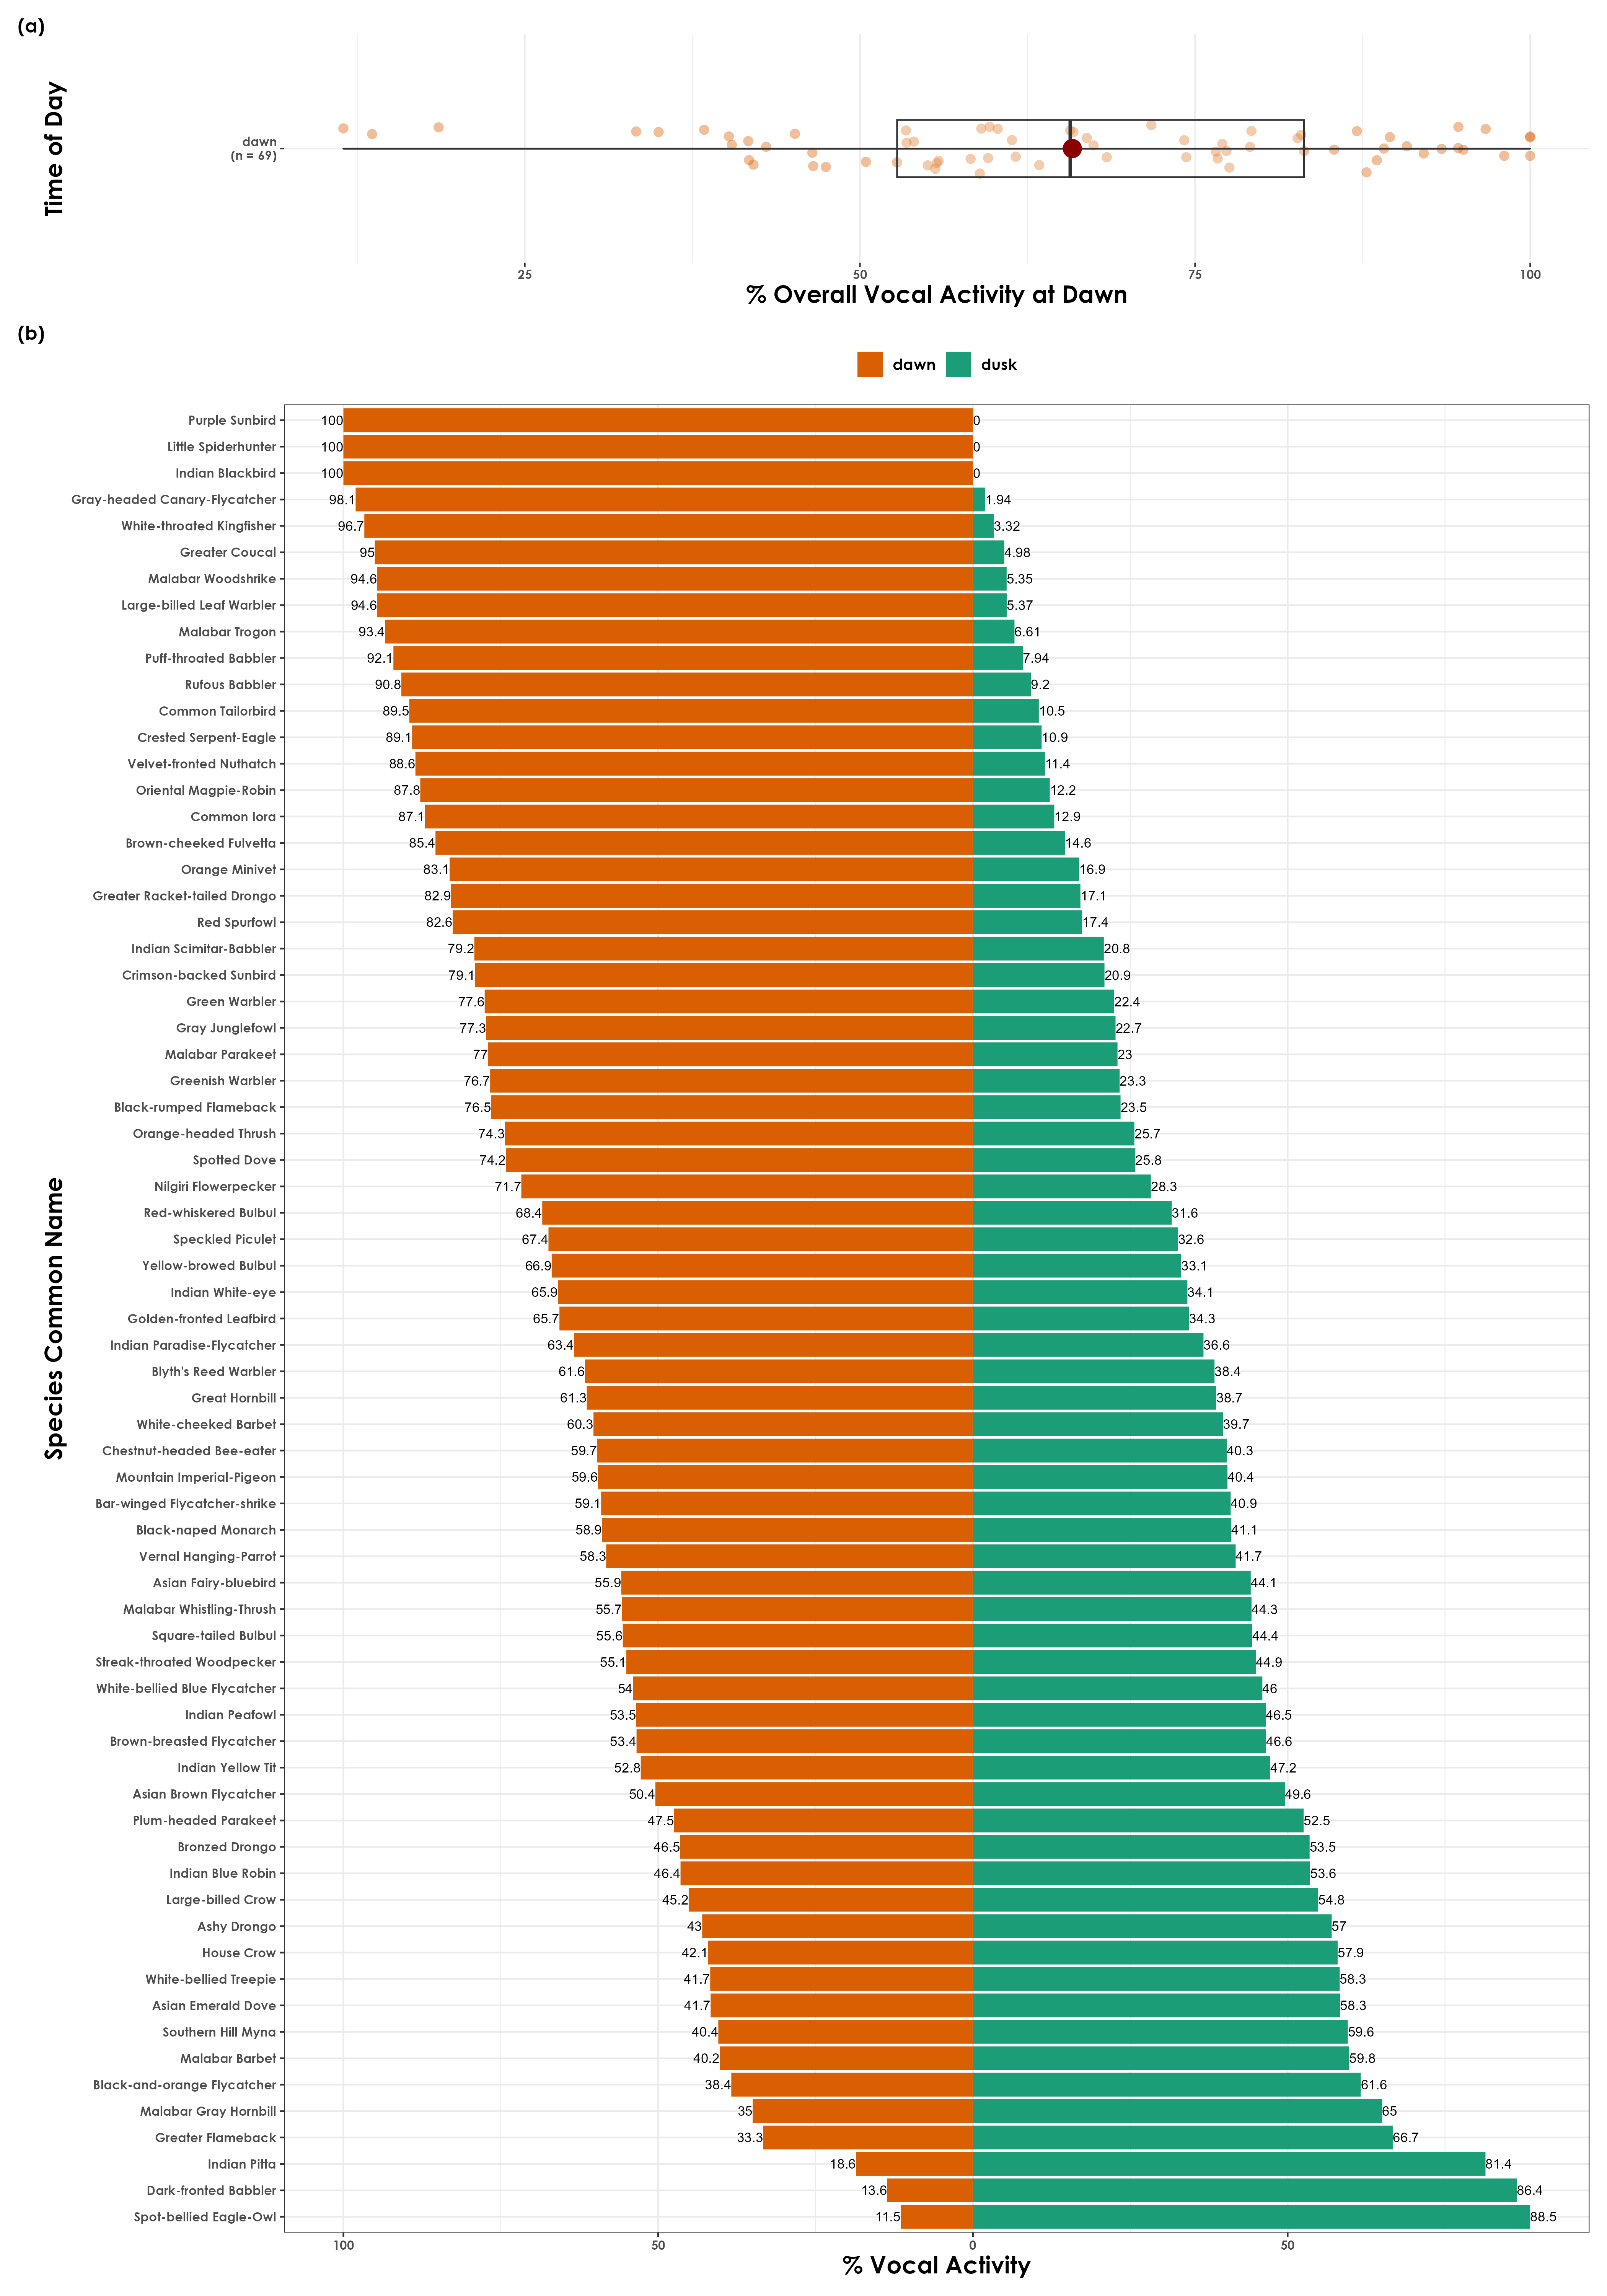 (a)
Time of Day
dawn
(n = 69)
25 50 75 100
% Overall Vocal Activity at Dawn
(b)
dawn dusk
Species Common Name
Purple Sunbird 100 0
Little Spiderhunter 100 0
Indian Blackbird 100 0
Gray-headed Canary-Flycatcher 98.1 1.94
White-throated Kingfisher 96.7 3.32
Greater Coucal 95 4.98
Malabar Woodshrike 94.6 5.35
Large-billed Leaf Warbler 94.6 5.37
Malabar Trogon 93.4 6.61
Puff-throated Babbler 92.1 7.94
Rufous Babbler 90.8 9.2
Common Tailorbird 89.5 10.5
Crested Serpent-Eagle 89.1 10.9
Velvet-fronted Nuthatch 88.6 11.4
Oriental Magpie-Robin 87.8 12.2
Common Iora 87.1 12.9
Brown-cheeked Fulvetta 85.4 14.6
Orange Minivet 83.1 16.9
Greater Racket-tailed Drongo 82.9 17.1
Red Spurfowl 82.6 17.4
Indian Scimitar-Babbler 79.2 20.8
Crimson-backed Sunbird 79.1 20.9
Green Warbler 77.6 22.4
Gray Junglefowl 77.3 22.7
Malabar Parakeet 77 23
Greenish Warbler 76.7 23.3
Black-rumped Flameback 76.5 23.5
Orange-headed Thrush 74.3 25.7
Spotted Dove 74.2 25.8
Nilgiri Flowerpecker 71.7 28.3
Red-whiskered Bulbul 68.4 31.6
Speckled Piculet 67.4 32.6
Yellow-browed Bulbul 66.9 33.1
Indian White-eye 65.9 34.1
Golden-fronted Leafbird 65.7 34.3
Indian Paradise-Flycatcher 63.4 36.6
Blyth's Reed Warbler 61.6 38.4
Great Hornbill 61.3 38.7
White-cheeked Barbet 60.3 39.7
Chestnut-headed Bee-eater 59.7 40.3
Mountain Imperial-Pigeon 59.6 40.4
Bar-winged Flycatcher-shrike 59.1 40.9
Black-naped Monarch 58.9 41.1
Vernal Hanging-Parrot 58.3 41.7
Asian Fairy-bluebird 55.9 44.1
Malabar Whistling-Thrush 55.7 44.3
Square-tailed Bulbul 55.6 44.4
Streak-throated Woodpecker 55.1 44.9
White-bellied Blue Flycatcher 54 46
Indian Peafowl 53.5 46.5
Brown-breasted Flycatcher 53.4 46.6
Indian Yellow Tit 52.8 47.2
Asian Brown Flycatcher 50.4 49.6
Plum-headed Parakeet 47.5 52.5
Bronzed Drongo 46.5 53.5
Indian Blue Robin 46.4 53.6
Large-billed Crow 45.2 54.8
Ashy Drongo 43 57
House Crow 42.1 57.9
White-bellied Treepie 41.7 58.3
Asian Emerald Dove 41.7 58.3
Southern Hill Myna 40.4 59.6
Malabar Barbet 40.2 59.8
Black-and-orange Flycatcher 38.4 61.6
Malabar Gray Hornbill 35 65
Greater Flameback 33.3 66.7
Indian Pitta 18.6 81.4
Dark-fronted Babbler 13.6 86.4
Spot-bellied Eagle-Owl 11.5 88.5
100 50 0 50
% Vocal Activity